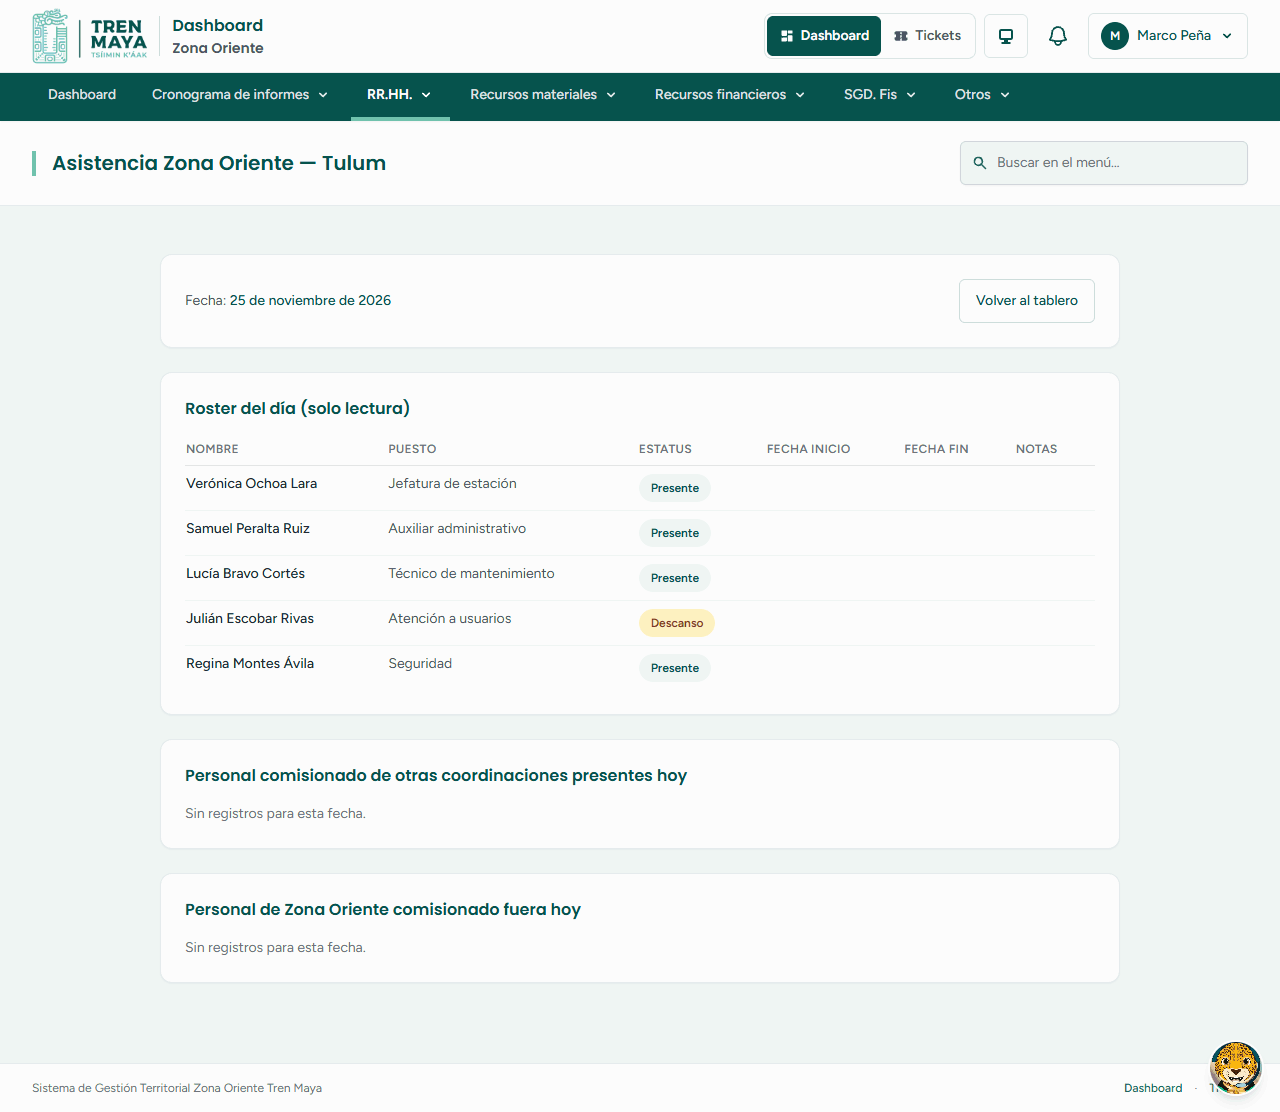 TREN
MAYA
TSÍIMIN K'ÁAK
Dashboard
Zona Oriente
Dashboard
Tickets
M
Marco Peña
Dashboard
Cronograma de informes
RR.HH.
Recursos materiales
Recursos financieros
SGD. Fis
Otros
Asistencia Zona Oriente — Tulum
Buscar en el menú...
Fecha: 25 de noviembre de 2026
Volver al tablero
Roster del día (solo lectura)
NOMBRE PUESTO ESTATUS FECHA INICIO FECHA FIN NOTAS
Verónica Ochoa Lara Jefatura de estación Presente
Samuel Peralta Ruiz Auxiliar administrativo Presente
Lucía Bravo Cortés Técnico de mantenimiento Presente
Julián Escobar Rivas Atención a usuarios Descanso
Regina Montes Ávila Seguridad Presente
Personal comisionado de otras coordinaciones presentes hoy
Sin registros para esta fecha.
Personal de Zona Oriente comisionado fuera hoy
Sin registros para esta fecha.
Sistema de Gestión Territorial Zona Oriente Tren Maya
Dashboard ·